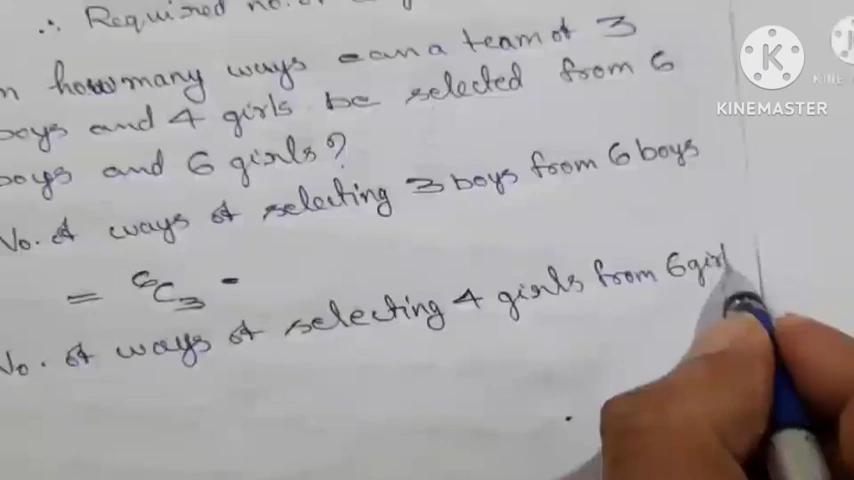 ∴ Required no. of
n how many ways can a team of 3
boys and 4 girls be selected from 6
boys and 6 girls?
No. of ways of selecting 3 boys from 6 boys
= ⁶C₃
No. of ways of selecting 4 girls from 6 girl
KINEMASTER
KINE